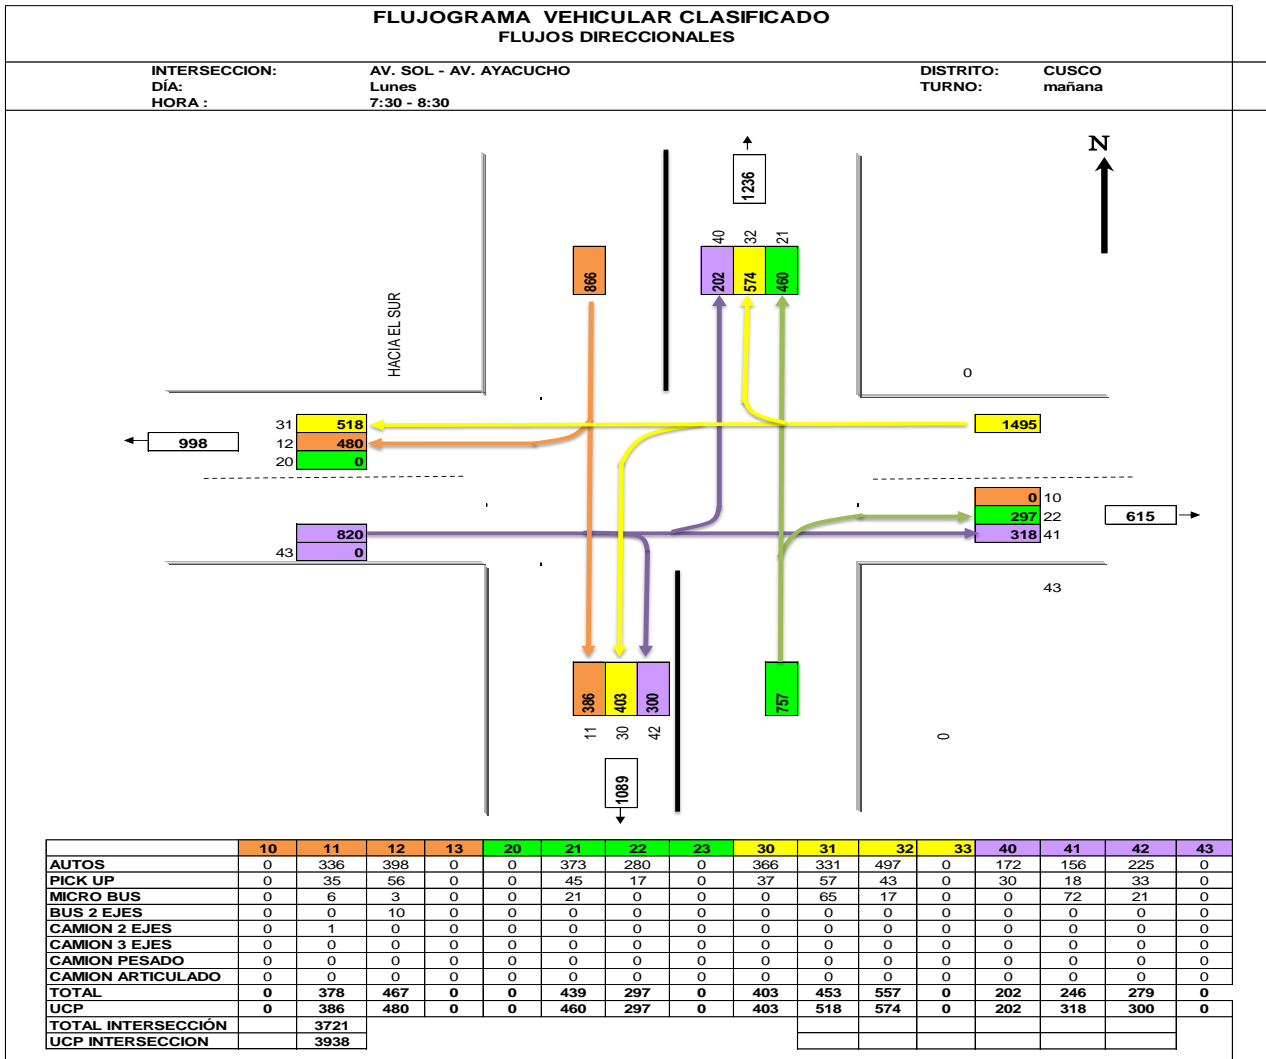 FLUJOGRAMA VEHICULAR CLASIFICADO
FLUJOS DIRECCIONALES
INTERSECCION: AV. SOL - AV. AYACUCHO DISTRITO: CUSCO
DÍA: Lunes TURNO: mañana
HORA : 7:30 - 8:30
N
1236
40 32 21
866 202 574 460
HACIA EL SUR
0
31 518 1495
998 12 480
20 0
0 10
297 22 615
820 318 41
43 0
43
386 403 300 757
11 30 42 0
1089
10 11 12 13 20 21 22 23 30 31 32 33 40 41 42 43
AUTOS 0 336 398 0 0 373 280 0 366 331 497 0 172 156 225 0
PICK UP 0 35 56 0 0 45 17 0 37 57 43 0 30 18 33 0
MICRO BUS 0 6 3 0 0 21 0 0 0 65 17 0 0 72 21 0
BUS 2 EJES 0 0 10 0 0 0 0 0 0 0 0 0 0 0 0 0
CAMION 2 EJES 0 1 0 0 0 0 0 0 0 0 0 0 0 0 0 0
CAMION 3 EJES 0 0 0 0 0 0 0 0 0 0 0 0 0 0 0 0
CAMION PESADO 0 0 0 0 0 0 0 0 0 0 0 0 0 0 0 0
CAMION ARTICULADO 0 0 0 0 0 0 0 0 0 0 0 0 0 0 0 0
TOTAL 0 378 467 0 0 439 297 0 403 453 557 0 202 246 279 0
UCP 0 386 480 0 0 460 297 0 403 518 574 0 202 318 300 0
TOTAL INTERSECCIÓN 3721
UCP INTERSECCION 3938